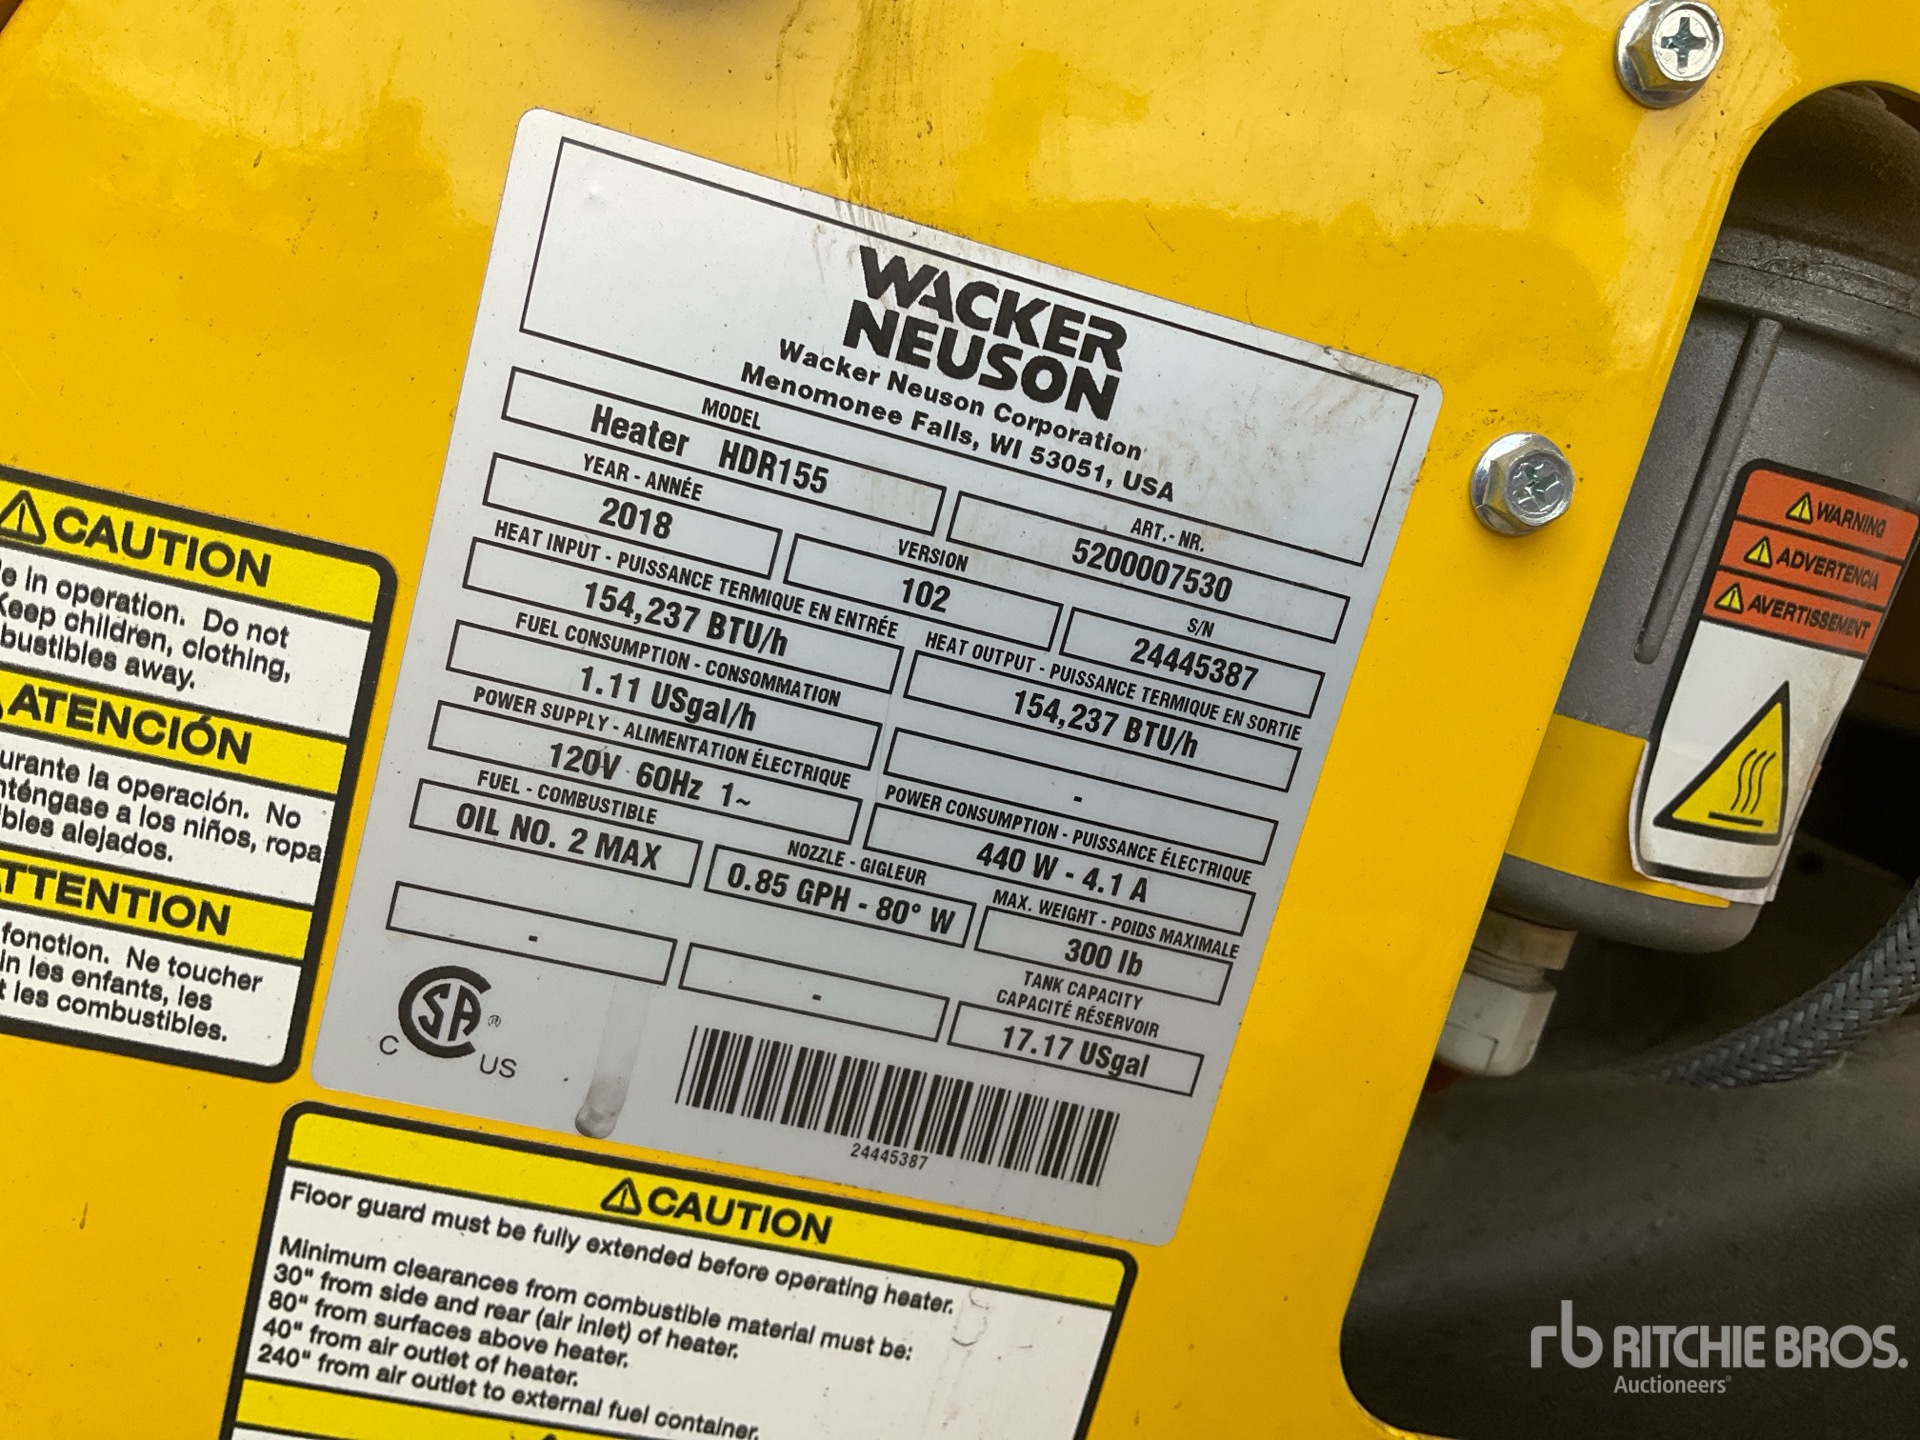 WACKER
NEUSON
Wacker Neuson Corporation
Menomonee Falls, WI 53051, USA
MODEL
Heater HDR155
ART.- NR.
5200007530
YEAR - ANNÉE
2018
VERSION
102
S/N
24445387
HEAT INPUT - PUISSANCE TERMIQUE EN ENTRÉE
154,237 BTU/h
HEAT OUTPUT - PUISSANCE TERMIQUE EN SORTIE
154,237 BTU/h
FUEL CONSUMPTION - CONSOMMATION
1.11 USgal/h
-
POWER SUPPLY - ALIMENTATION ÉLECTRIQUE
120V 60Hz 1~
POWER CONSUMPTION - PUISSANCE ÉLECTRIQUE
440 W - 4.1 A
FUEL - COMBUSTIBLE
OIL NO. 2 MAX
NOZZLE - GIGLEUR
0.85 GPH - 80° W
MAX. WEIGHT - POIDS MAXIMALE
300 lb
-
-
TANK CAPACITY
CAPACITÉ RÉSERVOIR
17.17 USgal
CSA®
C US
24445387
CAUTION
e in operation. Do not
Keep children, clothing,
bustibles away.
ATENCIÓN
urante la operación. No
nténgase a los niños, ropa
bles alejados.
TTENTION
fonction. Ne toucher
in les enfants, les
t les combustibles.
CAUTION
Floor guard must be fully extended before operating heater.
Minimum clearances from combustible material must be:
30" from side and rear (air inlet) of heater.
80" from surfaces above heater.
40" from air outlet of heater.
240" from air outlet to external fuel container.
WARNING
ADVERTENCIA
AVERTISSEMENT
rb RITCHIE BROS.
Auctioneers®